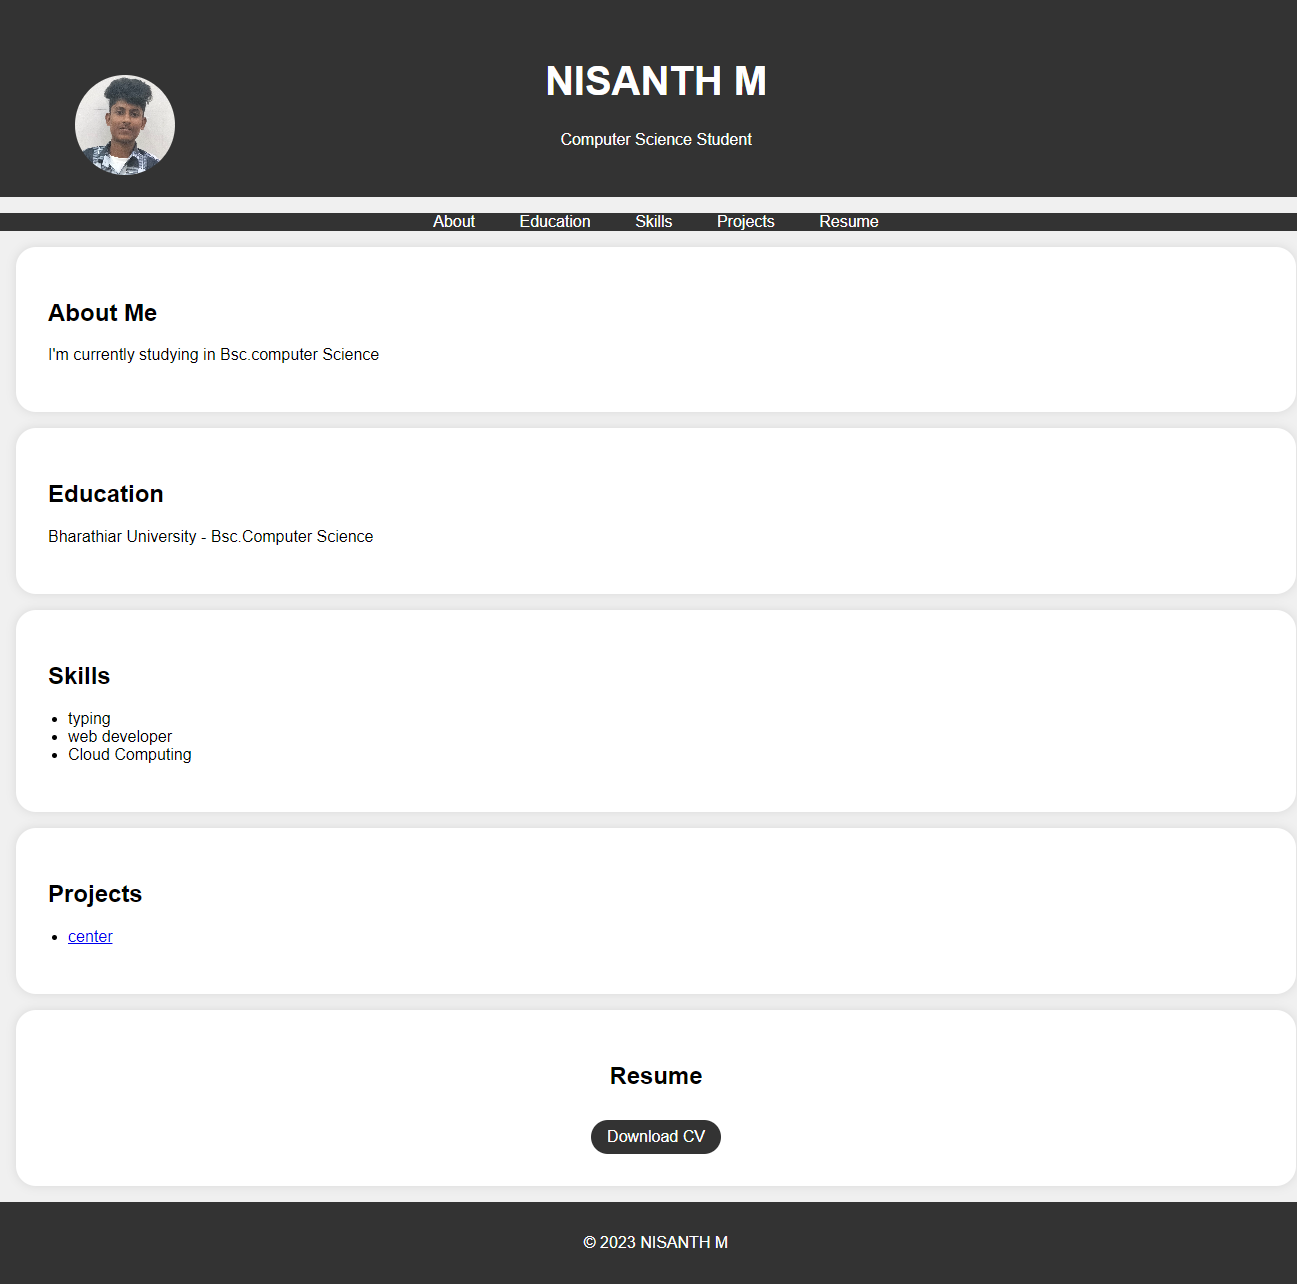 NISANTH M
Computer Science Student
About Education Skills Projects Resume
About Me
I'm currently studying in Bsc.computer Science
Education
Bharathiar University - Bsc.Computer Science
Skills
typing
web developer
Cloud Computing
Projects
center
Resume
Download CV
© 2023 NISANTH M